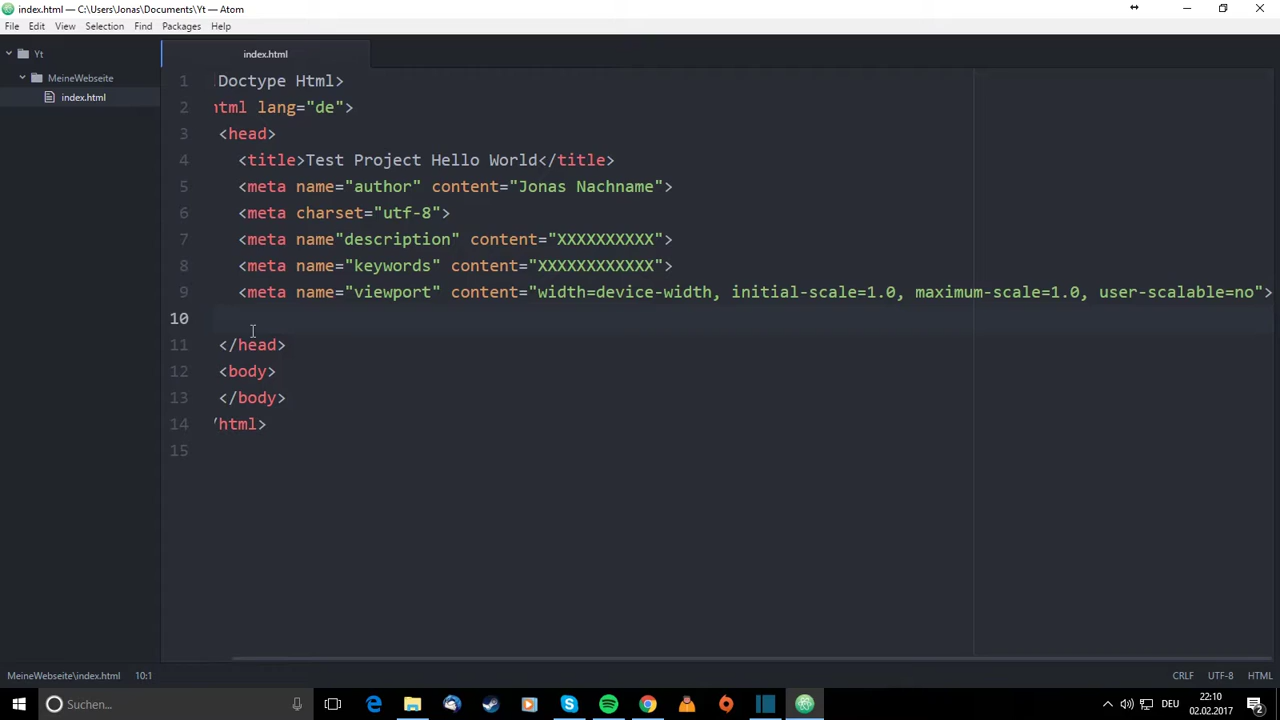 index.html — C:\Users\Jonas\Documents\Yt — Atom
File Edit View Selection Find Packages Help
Yt
MeineWebseite
index.html
index.html
1 Doctype Html>
2 html lang="de">
3 <head>
4 <title>Test Project Hello World</title>
5 <meta name="author" content="Jonas Nachname">
6 <meta charset="utf-8">
7 <meta name"description" content="XXXXXXXXXX">
8 <meta name="keywords" content="XXXXXXXXXXXX">
9 <meta name="viewport" content="width=device-width, initial-scale=1.0, maximum-scale=1.0, user-scalable=no">
10
11 </head>
12 <body>
13 </body>
14 /html>
15
MeineWebseite\index.html 10:1 CRLF UTF-8 HTML
Suchen... DEU 22:10
02.02.2017 2